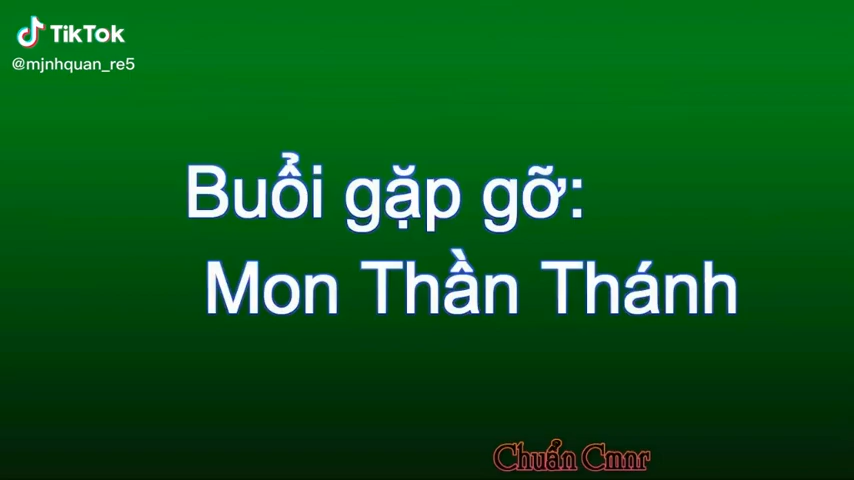 TikTok
@mjnhquan_re5
Buổi gặp gỡ:
Mon Thần Thánh
Chuẩn Cmnr